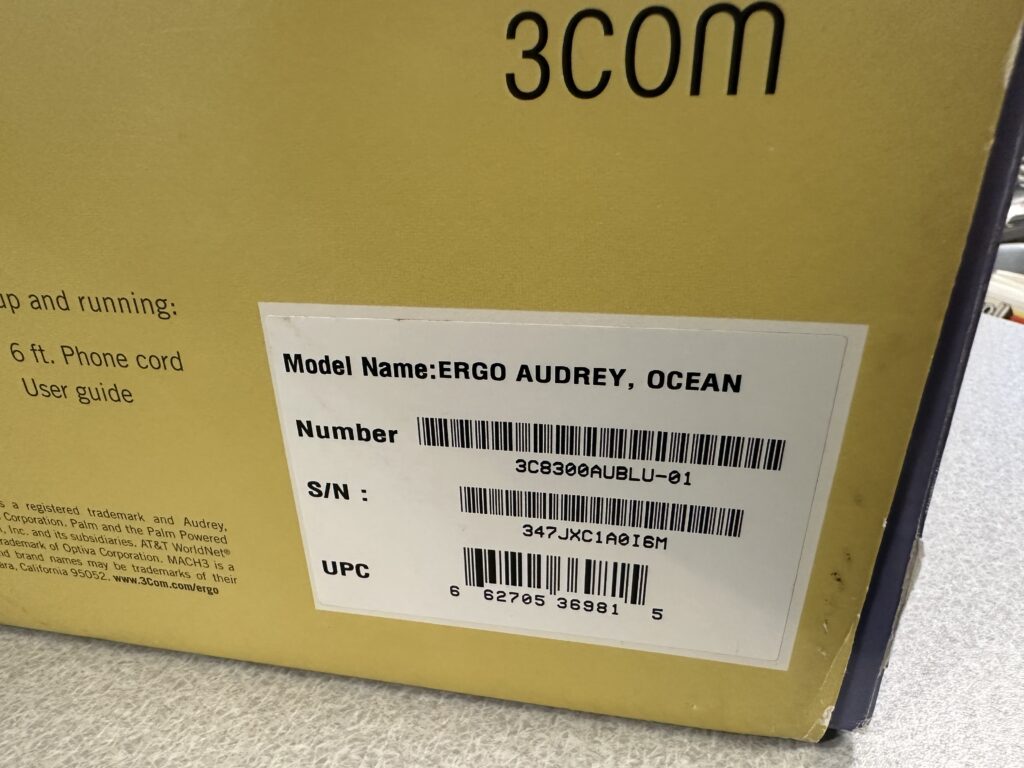 3COM
up and running:
6 ft. Phone cord
User guide
Model Name:ERGO AUDREY, OCEAN
Number
3C8300AUBLU-01
S/N :
347JXC1A0I6M
UPC
6 62705 36981 5
s a registered trademark and Audrey,
Corporation. Palm and the Palm Powered
, Inc. and its subsidiaries. AT&T WorldNet®
rademark of Optiva Corporation. MACH3 is a
nd brand names may be trademarks of their
ara, California 95052. www.3Com.com/ergo